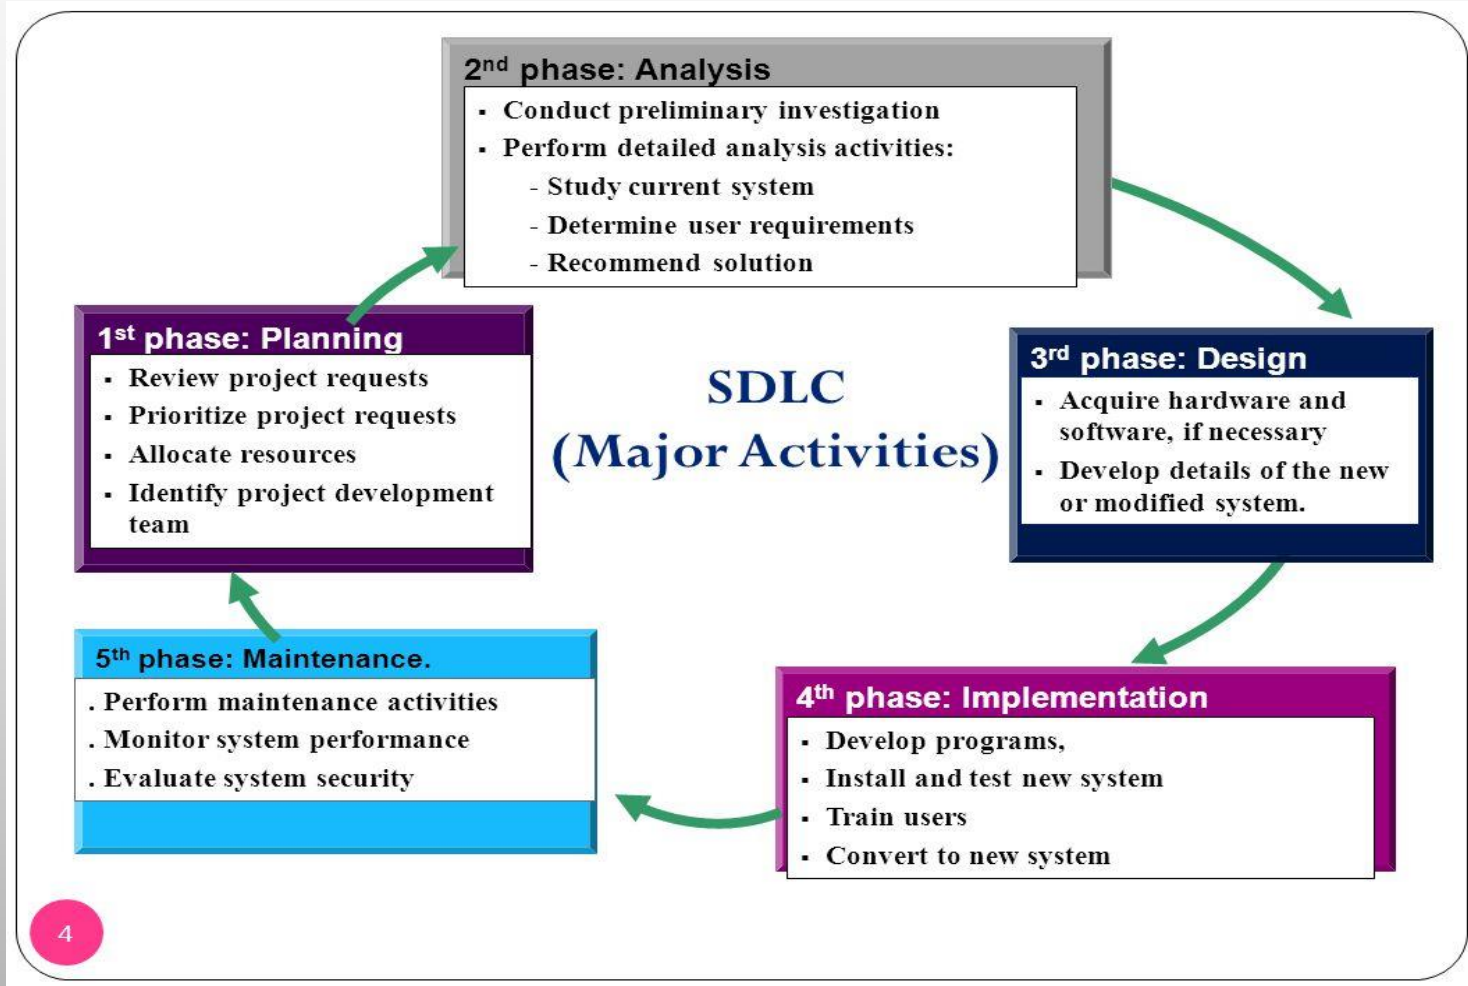 2nd phase: Analysis
▪ Conduct preliminary investigation
▪ Perform detailed analysis activities:
- Study current system
- Determine user requirements
- Recommend solution
1st phase: Planning
▪ Review project requests
▪ Prioritize project requests
▪ Allocate resources
▪ Identify project development
team
SDLC
(Major Activities)
3rd phase: Design
▪ Acquire hardware and
software, if necessary
▪ Develop details of the new
or modified system.
5th phase: Maintenance.
. Perform maintenance activities
. Monitor system performance
. Evaluate system security
4th phase: Implementation
▪ Develop programs,
▪ Install and test new system
▪ Train users
▪ Convert to new system
4